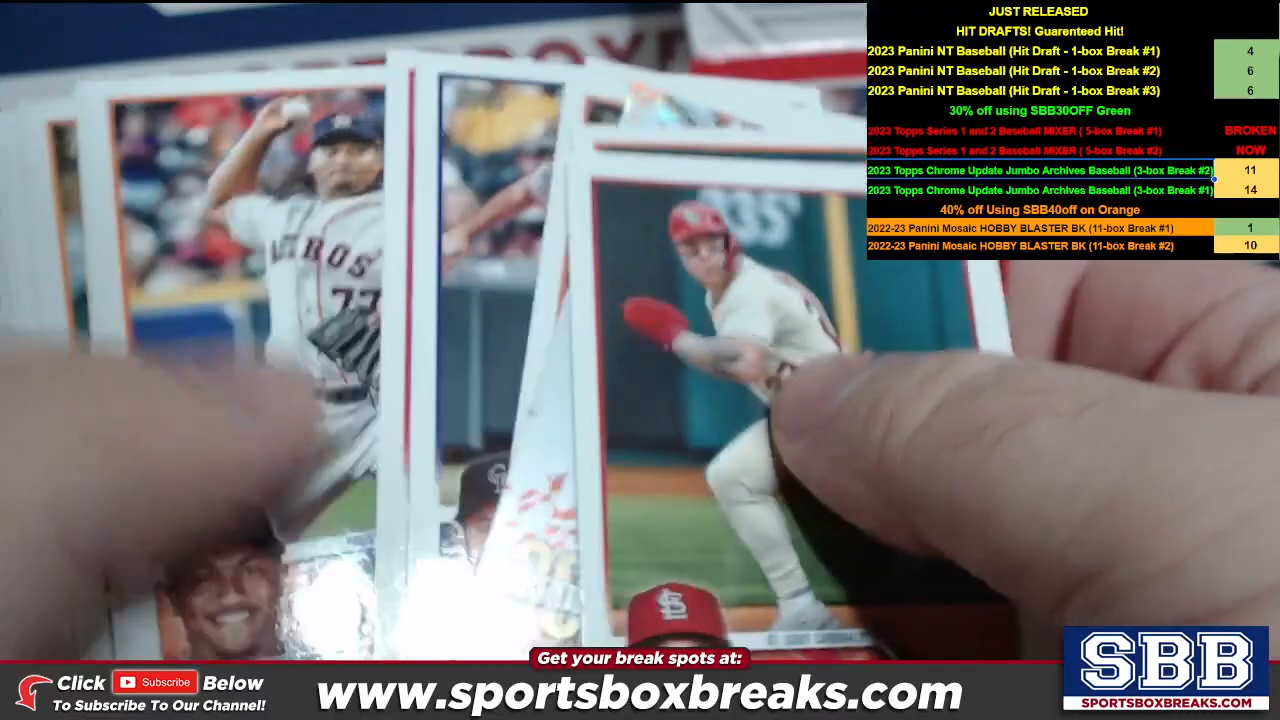 JUST RELEASED
HIT DRAFTS! Guarenteed Hit!
2023 Panini NT Baseball (Hit Draft - 1-box Break #1) 4
2023 Panini NT Baseball (Hit Draft - 1-box Break #2) 6
2023 Panini NT Baseball (Hit Draft - 1-box Break #3) 6
30% off using SBB30OFF Green
2023 Topps Series 1 and 2 Baseball MIXER ( 5-box Break #1) BROKEN
2023 Topps Series 1 and 2 Baseball MIXER ( 5-box Break #2) NOW
2023 Topps Chrome Update Jumbo Archives Baseball (3-box Break #2) 11
2023 Topps Chrome Update Jumbo Archives Baseball (3-box Break #1) 14
40% off Using SBB40off on Orange
2022-23 Panini Mosaic HOBBY BLASTER BK (11-box Break #1) 1
2022-23 Panini Mosaic HOBBY BLASTER BK (11-box Break #2) 10
Get your break spots at:
Click Subscribe Below
To Subscribe To Our Channel!
www.sportsboxbreaks.com
SBB
SPORTSBOXBREAKS.COM